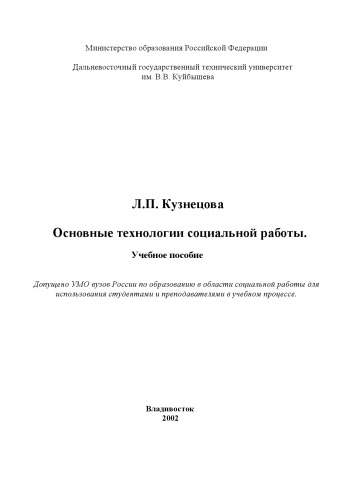 Министерство образования Российской Федерации
Дальневосточный государственный технический университет
им. В.В. Куйбышева
Л.П. Кузнецова
Основные технологии социальной работы.
Учебное пособие
Допущено УМО вузов России по образованию в области социальной работы для
использования студентами и преподавателями в учебном процессе.
Владивосток
2002